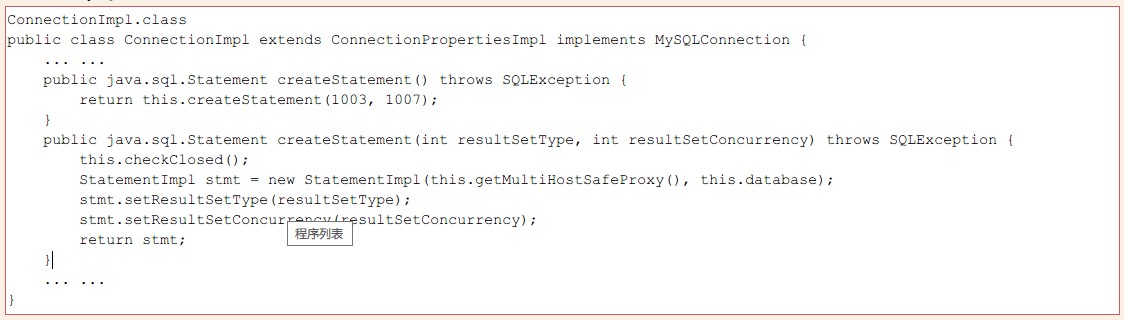 ConnectionImpl.class
public class ConnectionImpl extends ConnectionPropertiesImpl implements MySQLConnection {
    ... ...
    public java.sql.Statement createStatement() throws SQLException {
        return this.createStatement(1003, 1007);
    }
    public java.sql.Statement createStatement(int resultSetType, int resultSetConcurrency) throws SQLException {
        this.checkClosed();
        StatementImpl stmt = new StatementImpl(this.getMultiHostSafeProxy(), this.database);
        stmt.setResultSetType(resultSetType);
        stmt.setResultSetConcurrency(resultSetConcurrency);
        return stmt;
程序列表
    }
    ... ...
}